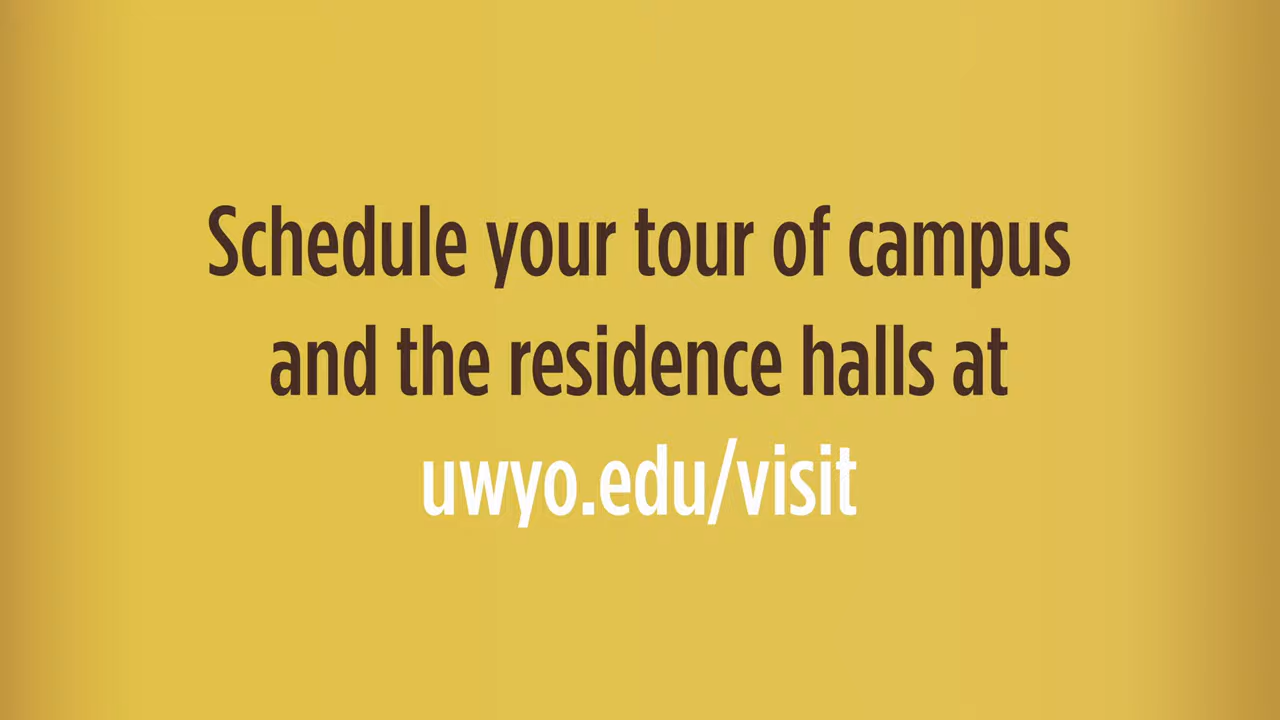 Schedule your tour of campus
and the residence halls at
uwyo.edu/visit